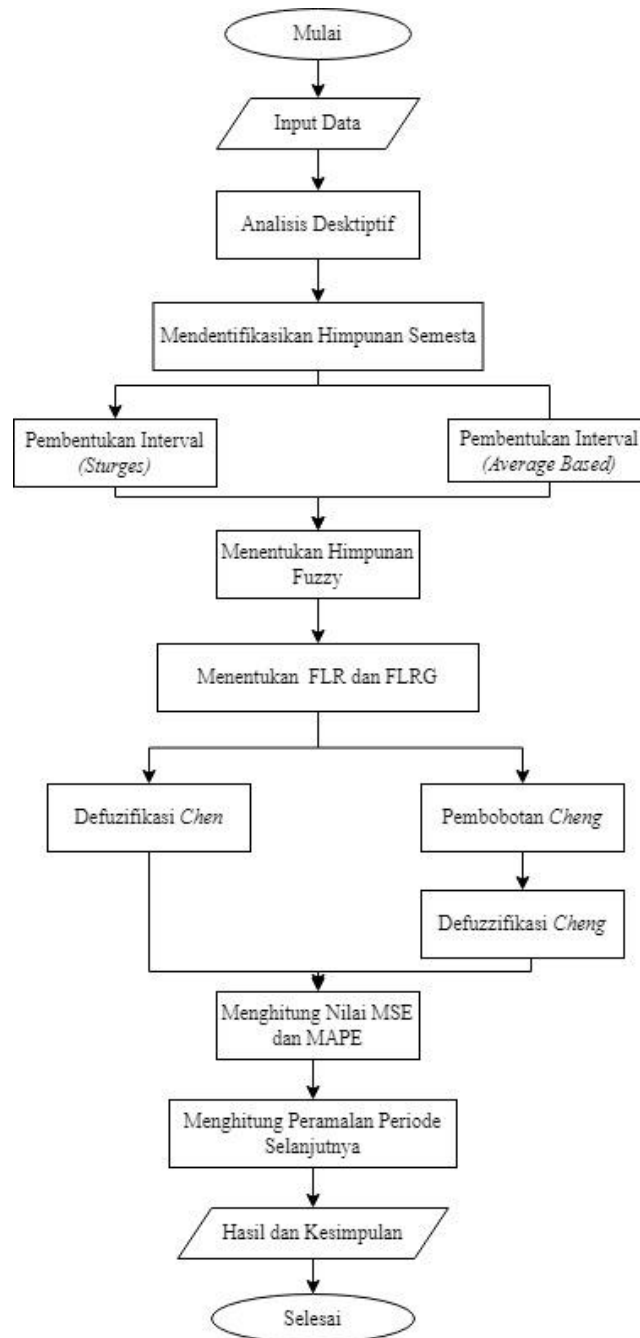 Mulai
Input Data
Analisis Desktiptif
Mendentifikasikan Himpunan Semesta
Pembentukan Interval
(Sturges)
Pembentukan Interval
(Average Based)
Menentukan Himpunan
Fuzzy
Menentukan FLR dan FLRG
Defuzifikasi Chen
Pembobotan Cheng
Defuzzifikasi Cheng
Menghitung Nilai MSE
dan MAPE
Menghitung Peramalan Periode
Selanjutnya
Hasil dan Kesimpulan
Selesai